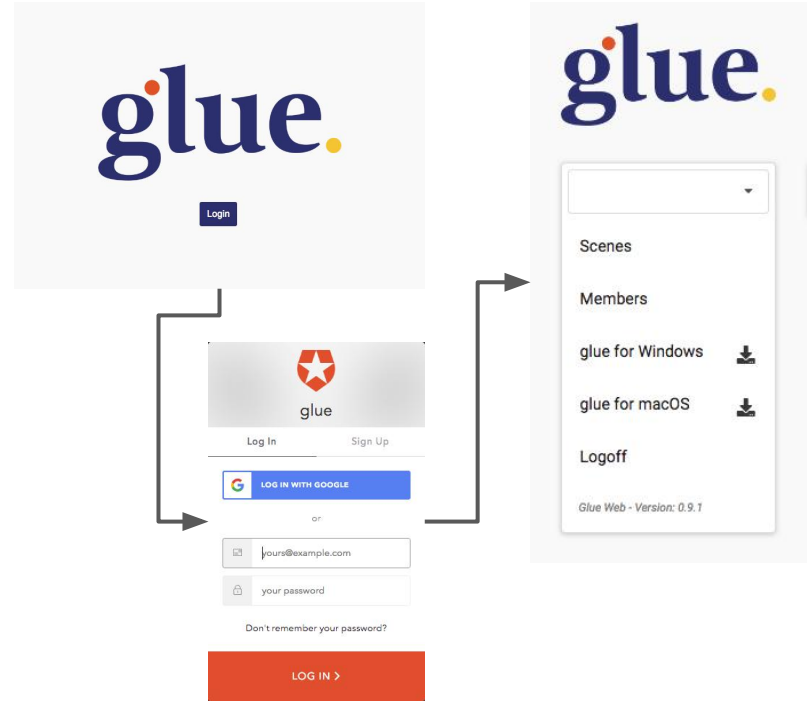 glue.
Login
glue
Log In
Sign Up
LOG IN WITH GOOGLE
or
yours@example.com
your password
Don't remember your password?
LOG IN >
glue.
Scenes
Members
glue for Windows
glue for macOS
Logoff
Glue Web - Version: 0.9.1